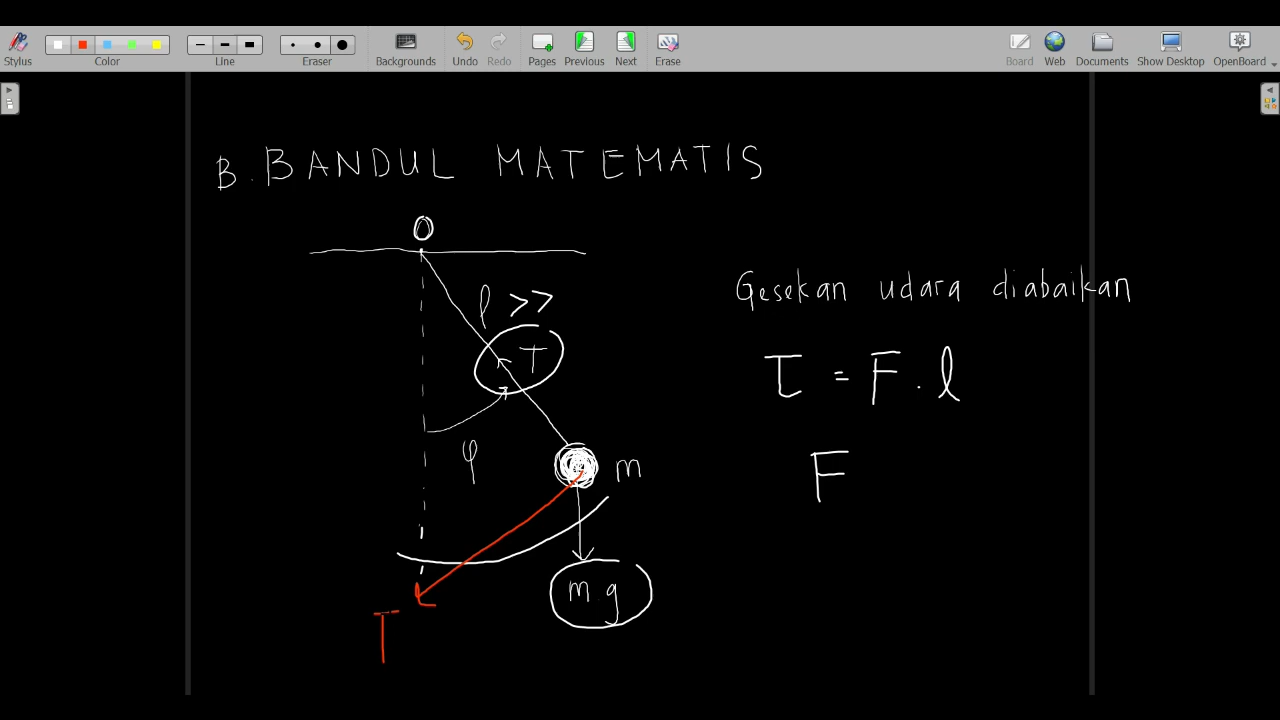 Stylus Color Line Eraser Backgrounds Undo Redo Pages Previous Next Erase Board Web Documents Show Desktop OpenBoard
B. BANDUL MATEMATIS
O
l >>
Gesekan udara diabaikan
T
τ = F . l
φ
m
F
m.g
T